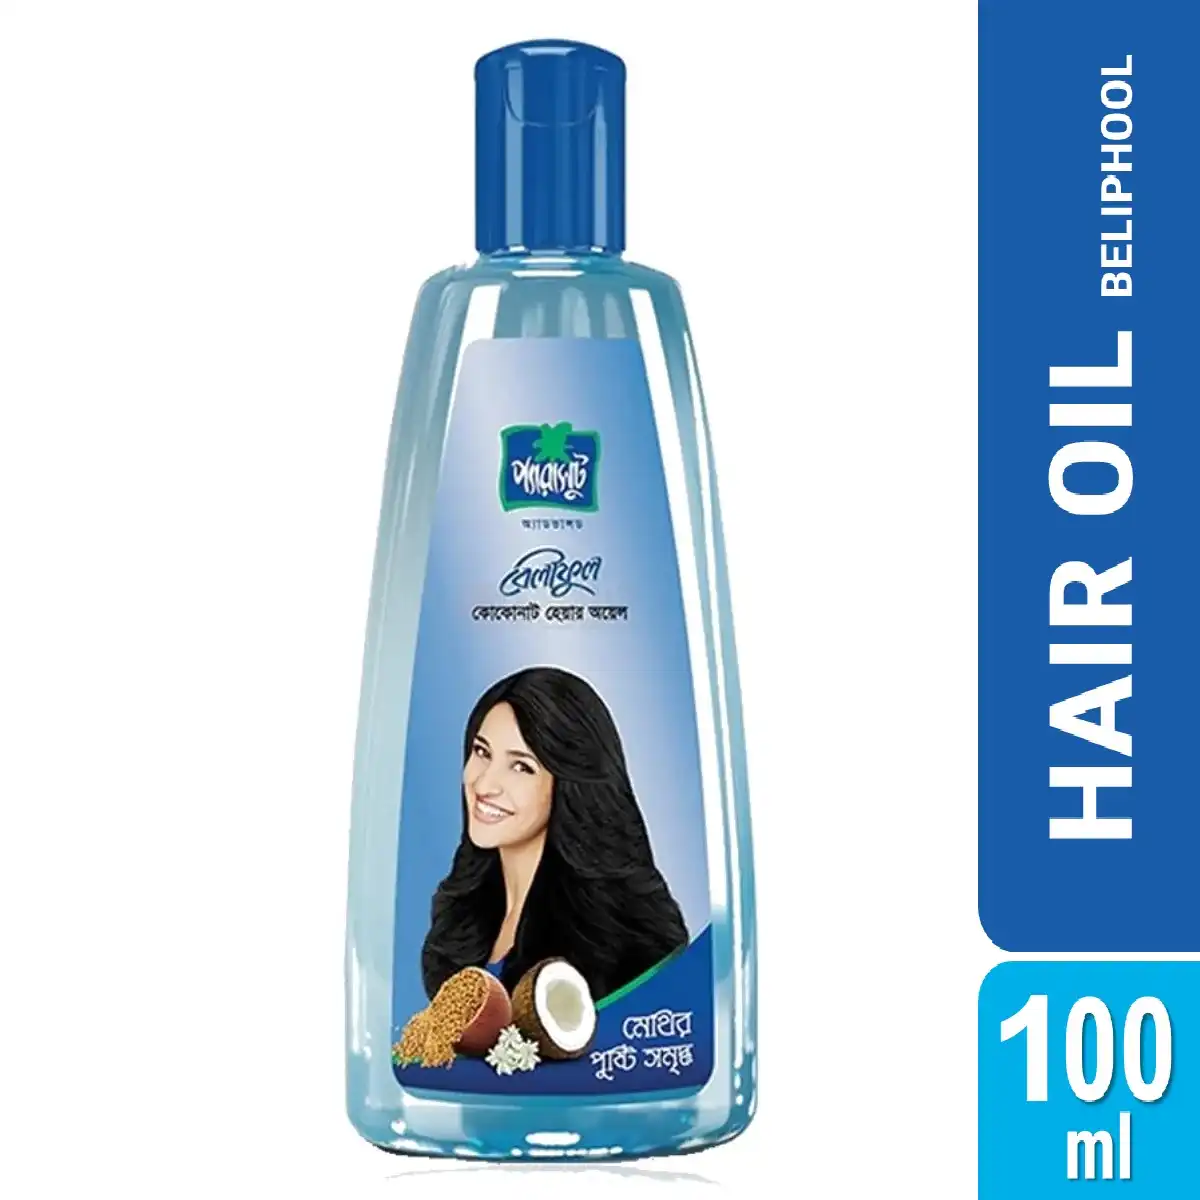 প্যারাসুট
অ্যাডভান্সড
বেলীফুল
কোকোনাট হেয়ার অয়েল
মেথির
পুষ্টি সমৃদ্ধ
HAIR OIL BELIPHOOL
100
ml